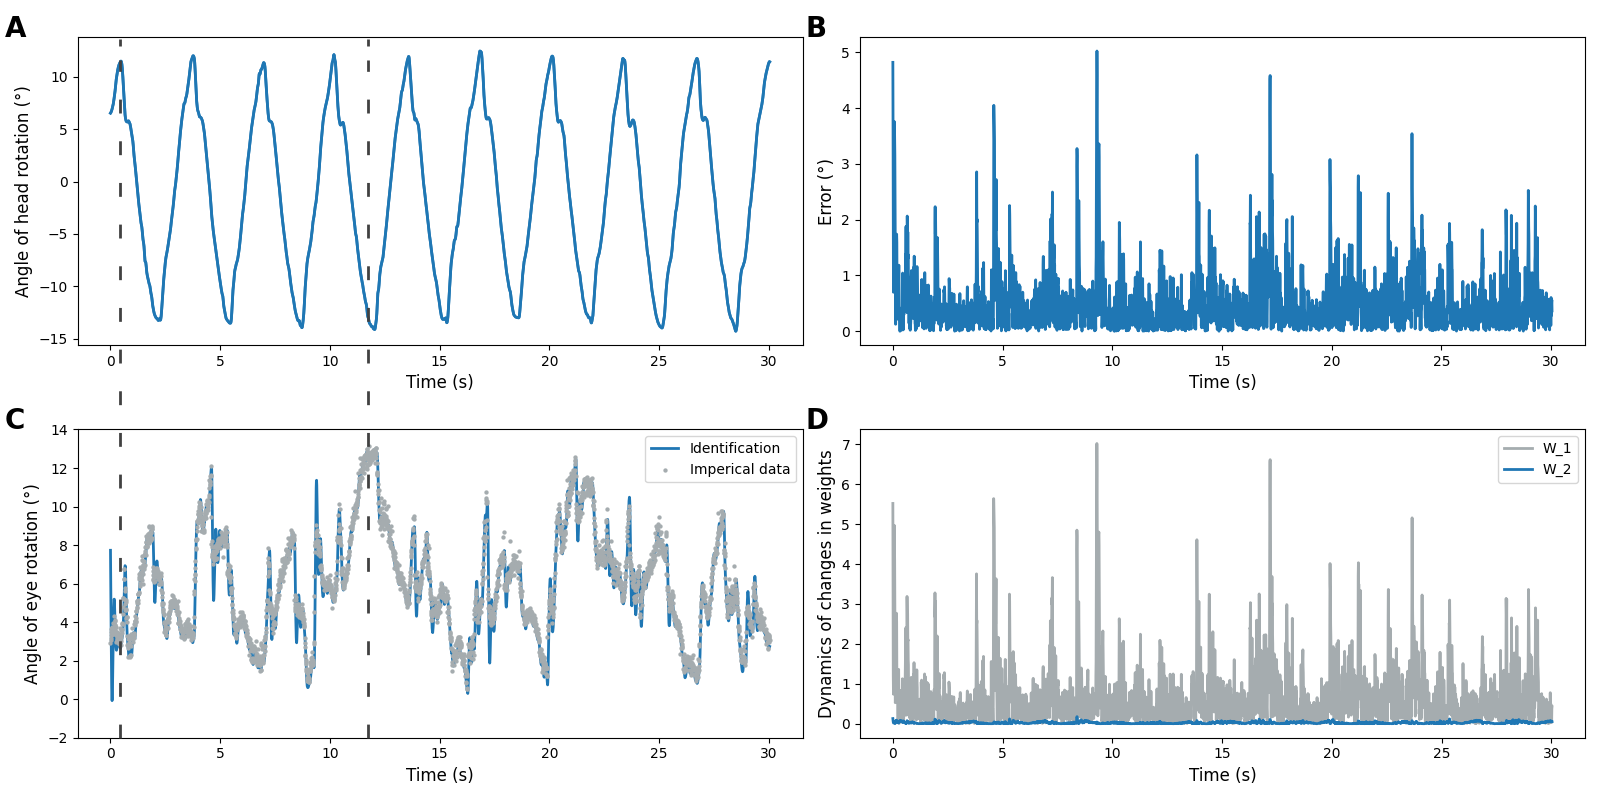 A
Angle of head rotation (°)
10
5
0
−5
−10
−15
0 5 10 15 20 25 30
Time (s)
B
Error (°)
5
4
3
2
1
0
0 5 10 15 20 25 30
Time (s)
C
Angle of eye rotation (°)
14
12
10
8
6
4
2
0
−2
Identification
Imperical data
0 5 10 15 20 25 30
Time (s)
D
Dynamics of changes in weights
7
6
5
4
3
2
1
0
W_1
W_2
0 5 10 15 20 25 30
Time (s)